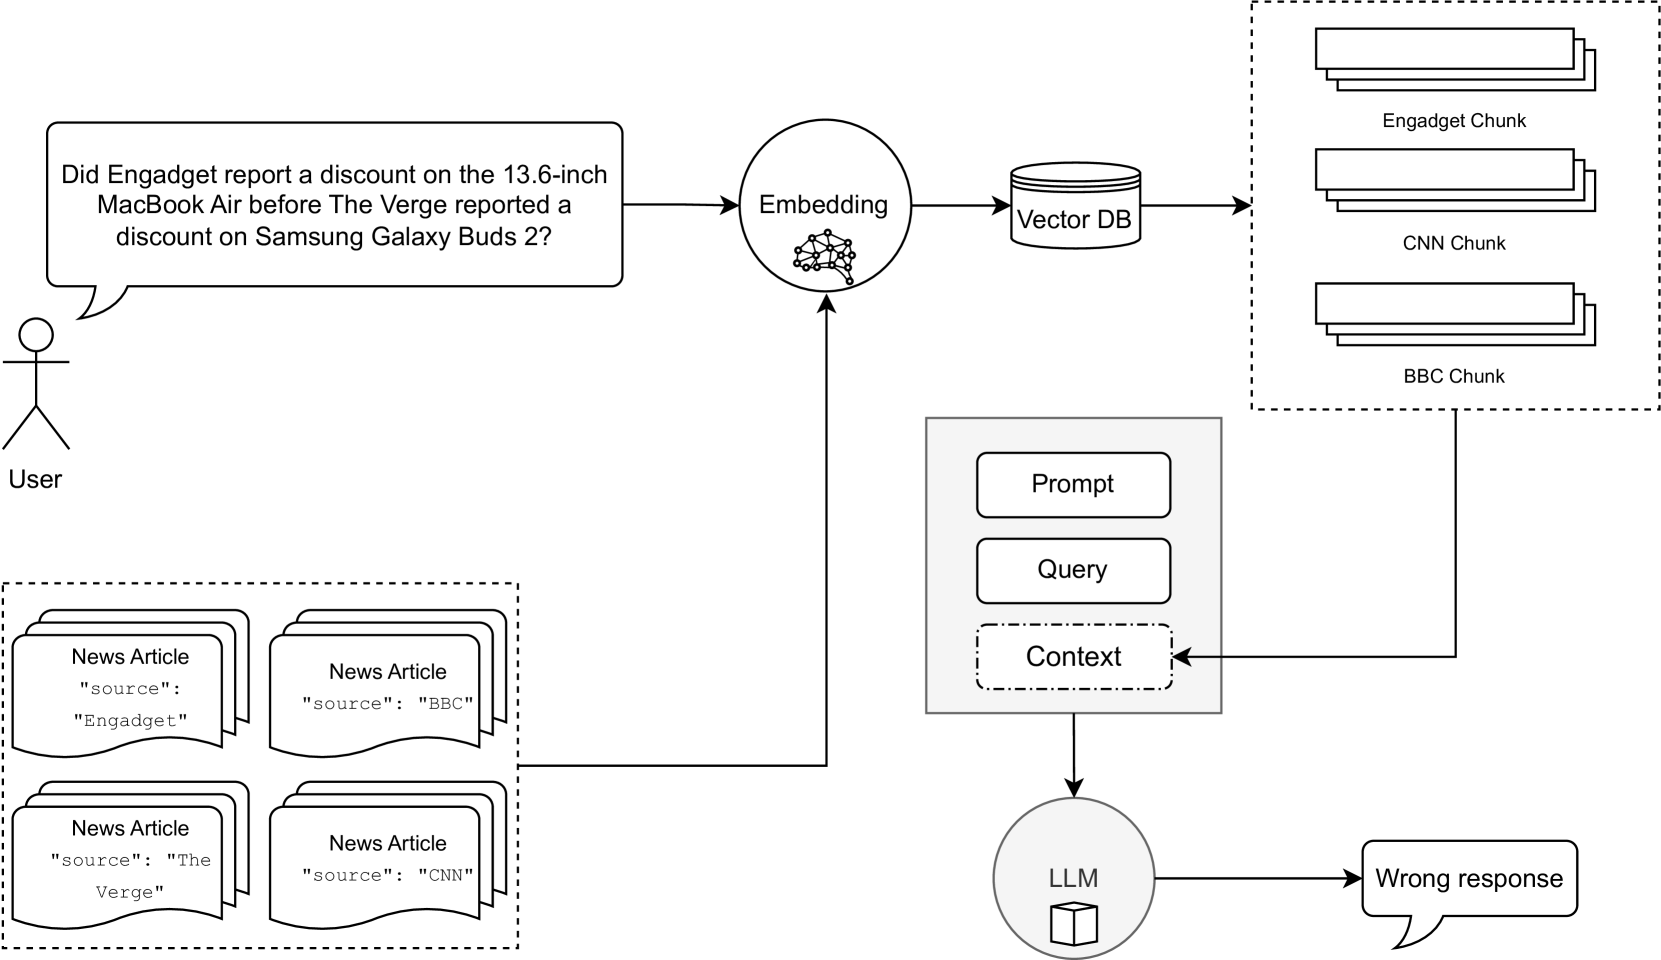 Did Engadget report a discount on the 13.6-inch
MacBook Air before The Verge reported a
discount on Samsung Galaxy Buds 2?
User
Embedding
Vector DB
Engadget Chunk
CNN Chunk
BBC Chunk
Prompt
Query
Context
News Article
"source":
"Engadget"
News Article
"source": "BBC"
News Article
"source": "The
Verge"
News Article
"source": "CNN"
LLM
Wrong response